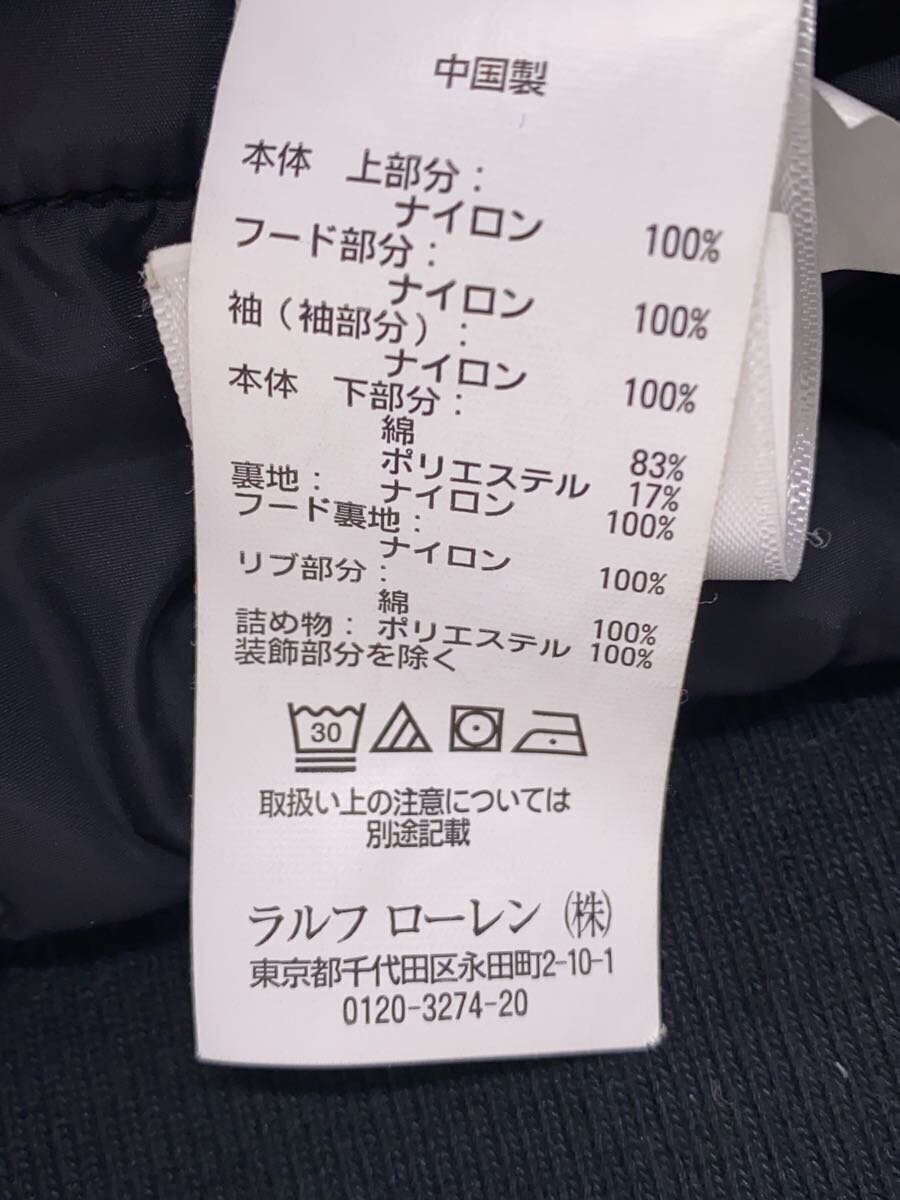 中国製
本体 上部分：
ナイロン 100%
フード部分：
ナイロン 100%
袖（袖部分）：
ナイロン 100%
本体 下部分：
綿 83%
ポリエステル 17%
裏地： ナイロン 100%
フード裏地：
ナイロン 100%
リブ部分：
綿 100%
詰め物： ポリエステル 100%
装飾部分を除く
30
取扱い上の注意については
別途記載
ラルフ ローレン ㈱
東京都千代田区永田町2-10-1
0120-3274-20